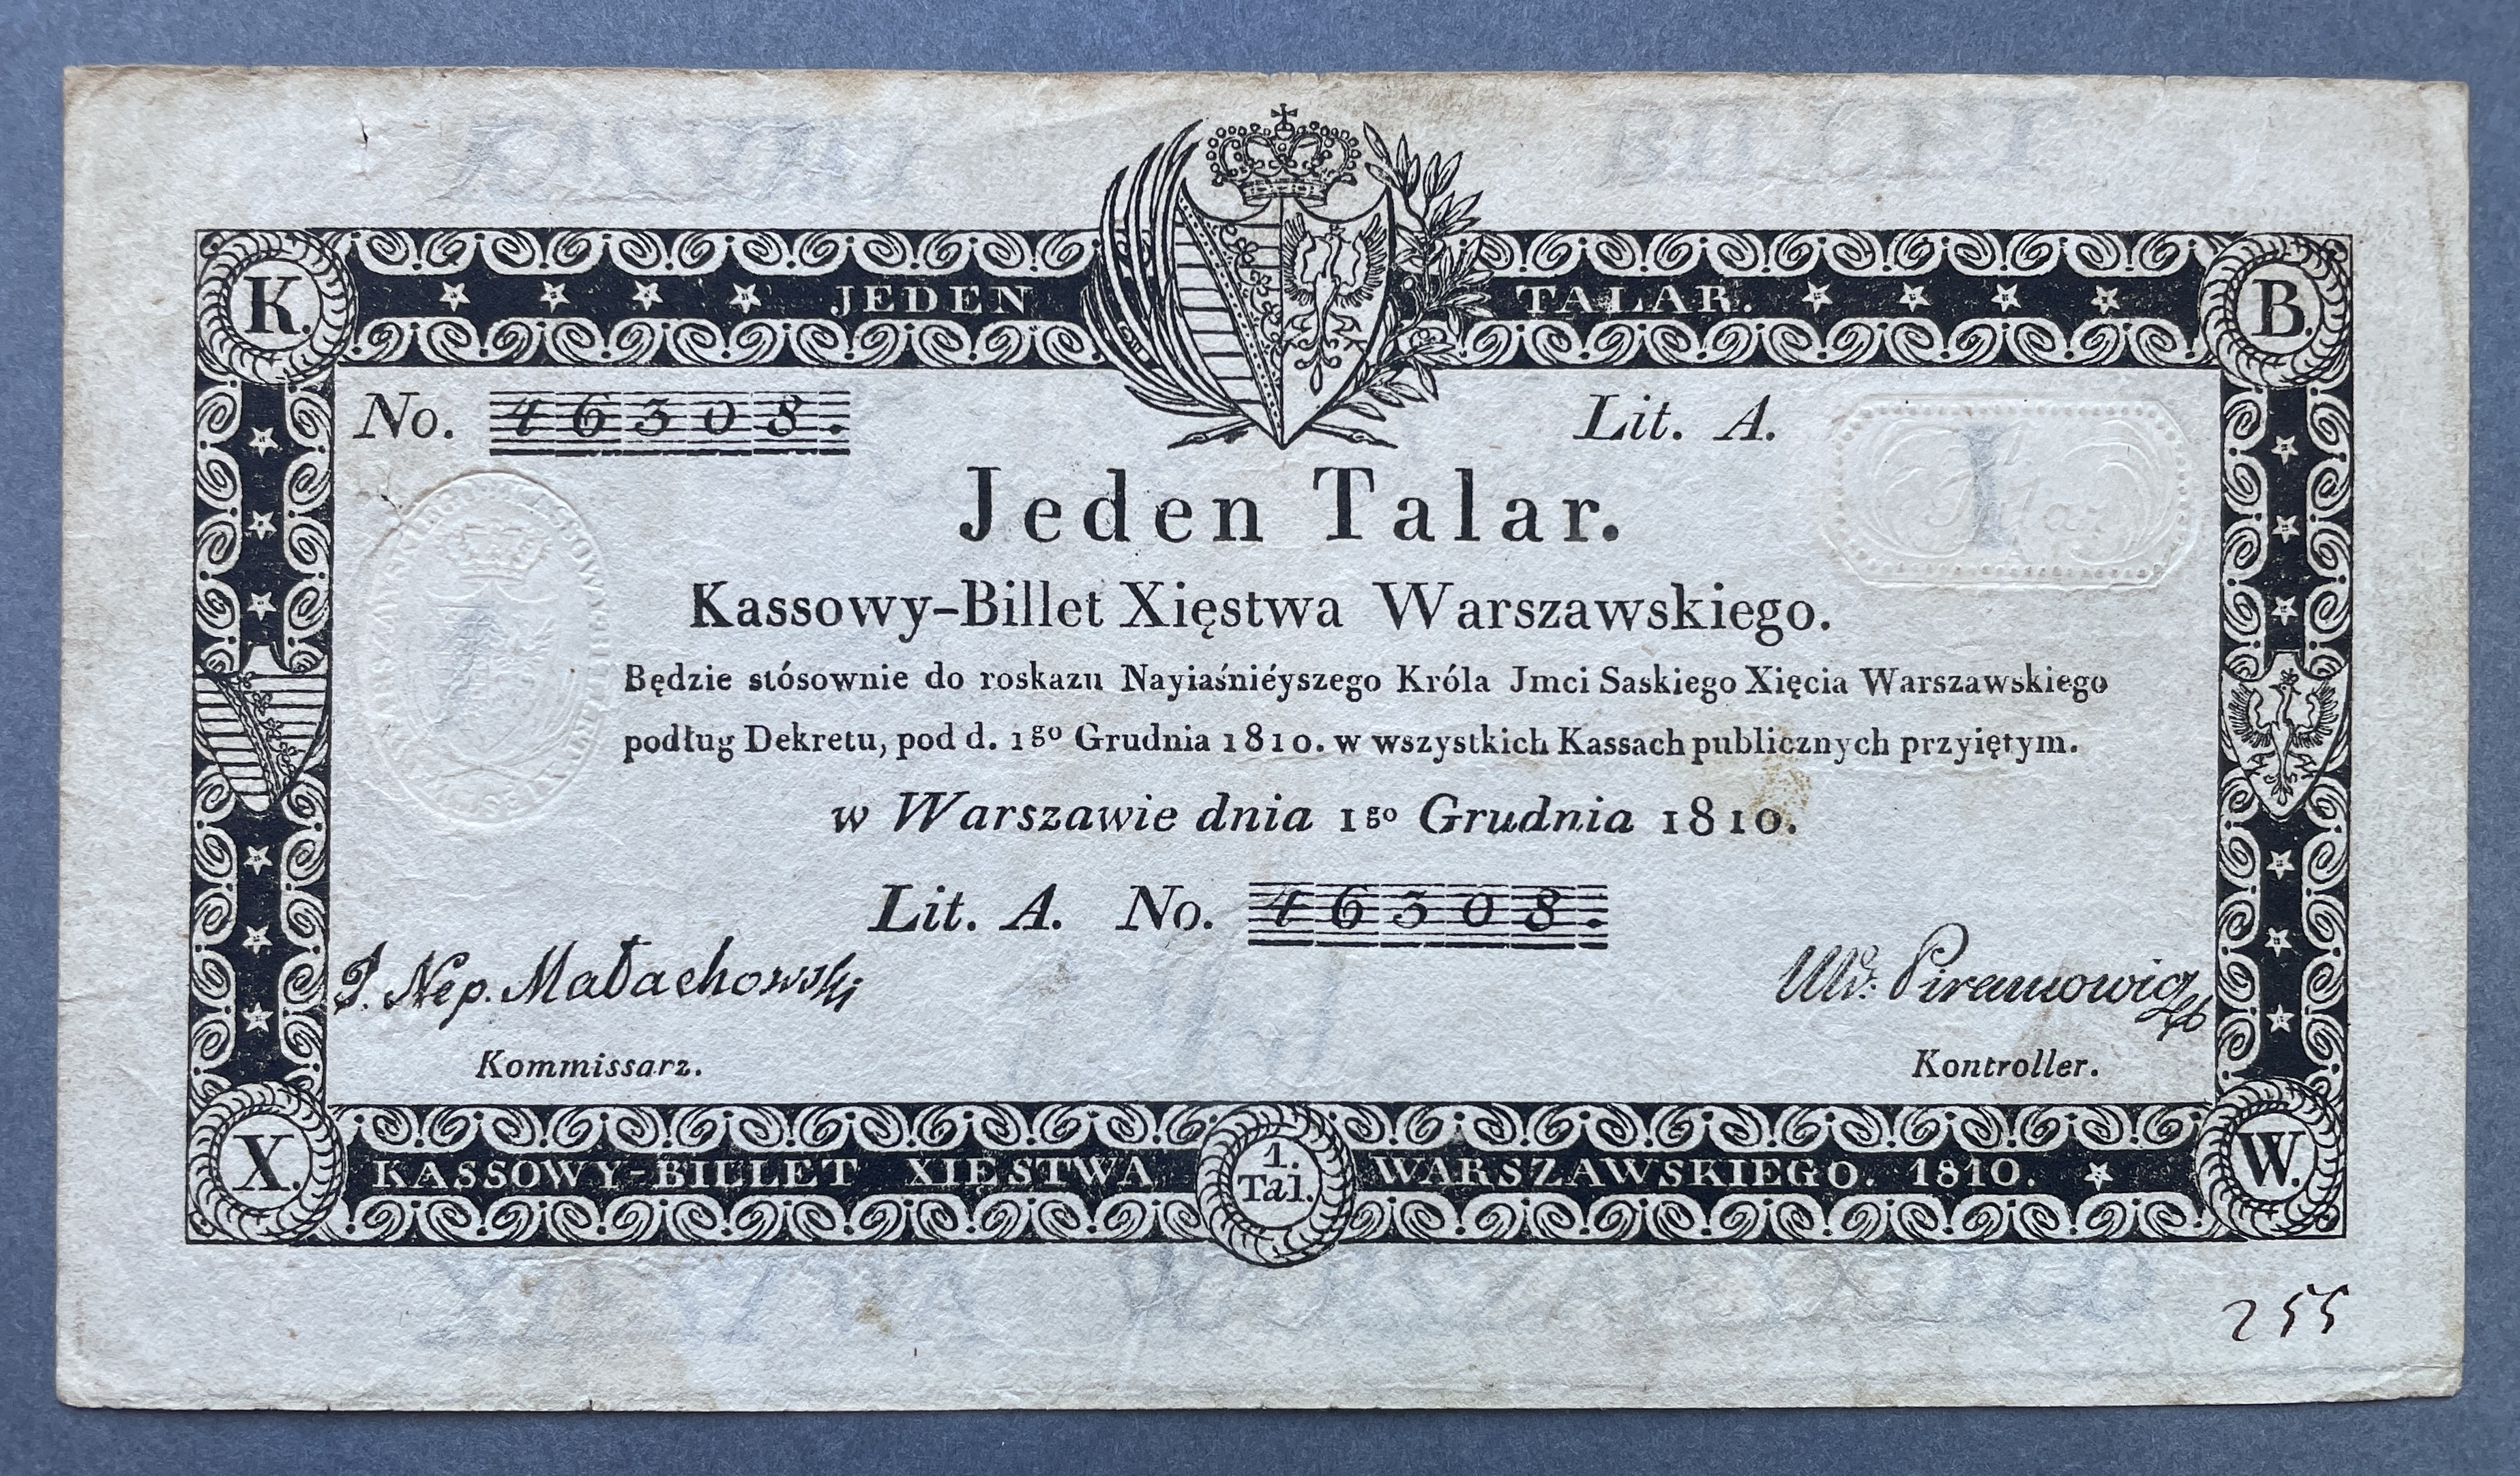 K. JEDEN TALAR. B.
No. 46308. Lit. A.
Jeden Talar.
Kassowy-Billet Xięstwa Warszawskiego.
Będzie stósownie do roskazu Nayiaśniéyszego Króla Jmci Saskiego Xięcia Warszawskiego
podług Dekretu, pod d. 1go Grudnia 1810. w wszystkich Kassach publicznych przyiętym.
w Warszawie dnia 1go Grudnia 1810.
Lit. A. No. 46308.
J. Nep. Małachowski
Piramowicz
Kommissarz. Kontroller.
X. KASSOWY-BILLET XIĘSTWA 1. Tal. WARSZAWSKIEGO. 1810. W.
255